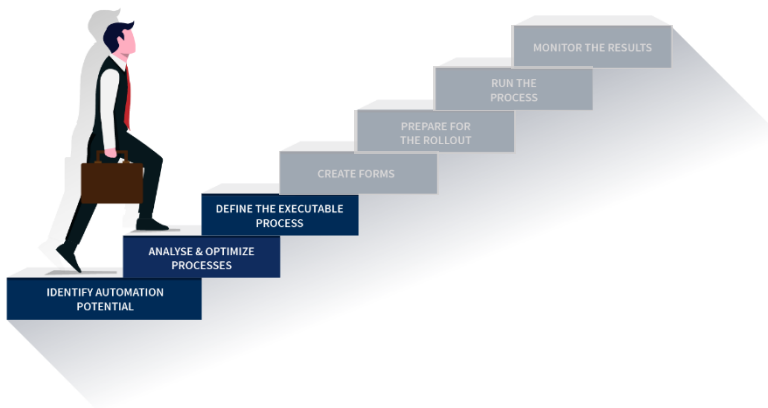 MONITOR THE RESULTS
RUN THE
PROCESS
PREPARE FOR
THE ROLLOUT
CREATE FORMS
DEFINE THE EXECUTABLE
PROCESS
ANALYSE & OPTIMIZE
PROCESSES
IDENTIFY AUTOMATION
POTENTIAL